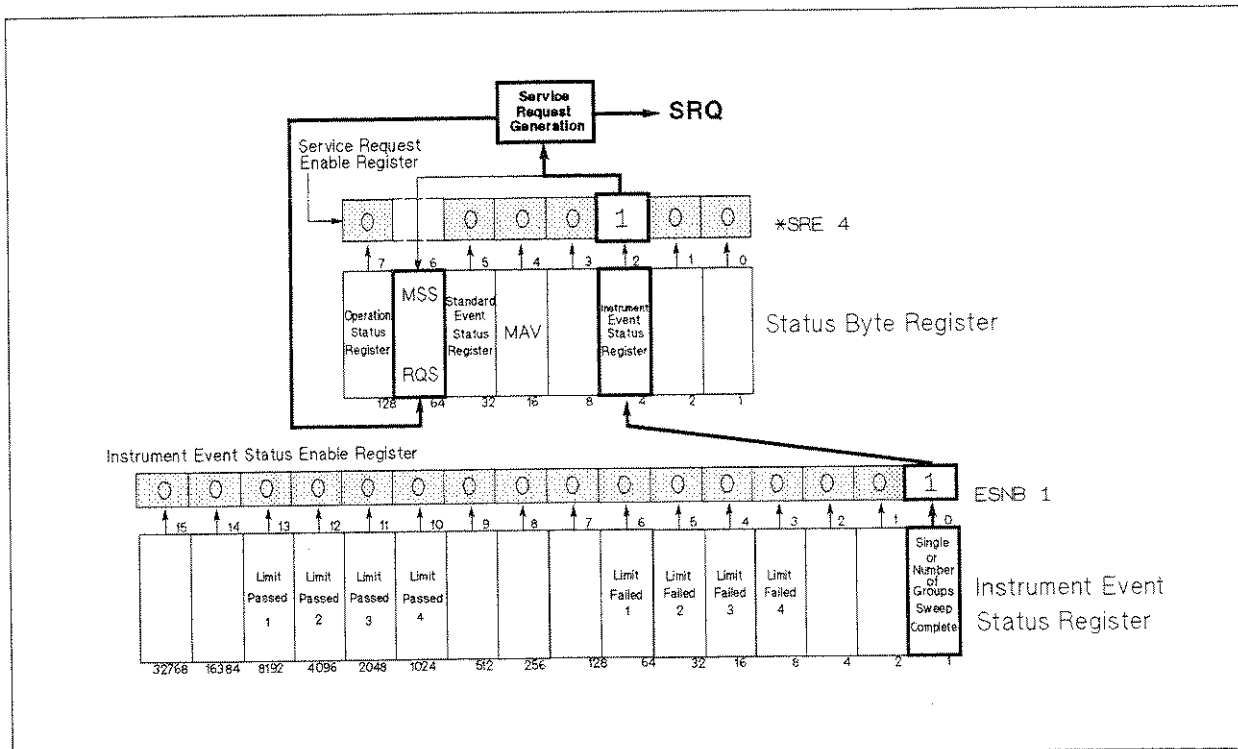 Service
Request
Generation
SRQ
Service Request
Enable Register
0 0 0 0 1 0 0
*SRE 4
7 6 5 4 3 2 1 0
Operation
Status
Register
MSS
RQS
Standard
Event
Status
Register
MAV
Instrument
Event
Status
Register
Status Byte Register
128 64 32 16 8 4 2 1
Instrument Event Status Enable Register
0 0 0 0 0 0 0 0 0 0 0 0 0 0 0 1
ESNB 1
15 14 13 12 11 10 9 8 7 6 5 4 3 2 1 0
Limit
Passed
1
Limit
Passed
2
Limit
Passed
3
Limit
Passed
4
Limit
Failed
1
Limit
Failed
2
Limit
Failed
3
Limit
Failed
4
Single
or
Number
of
Groups
Sweep
Complete
Instrument Event
Status Register
32768 16384 8192 4096 2048 1024 512 256 128 64 32 16 8 4 2 1